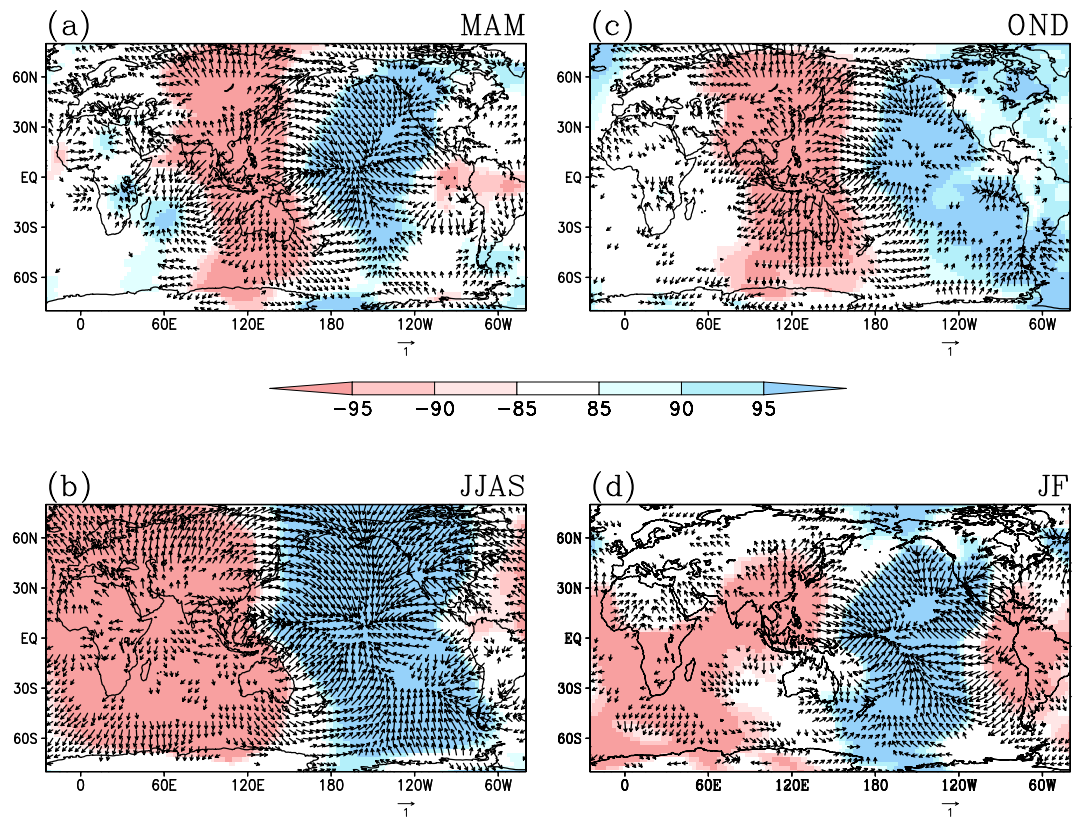 (a) MAM (c) OND
60N 60N
30N 30N
EQ EQ
30S 30S
60S 60S
0 60E 120E 180 120W 60W 0 60E 120E 180 120W 60W
1 1
-95 -90 -85 85 90 95
(b) JJAS (d) JF
60N 60N
30N 30N
EQ EQ
30S 30S
60S 60S
0 60E 120E 180 120W 60W 0 60E 120E 180 120W 60W
1 1